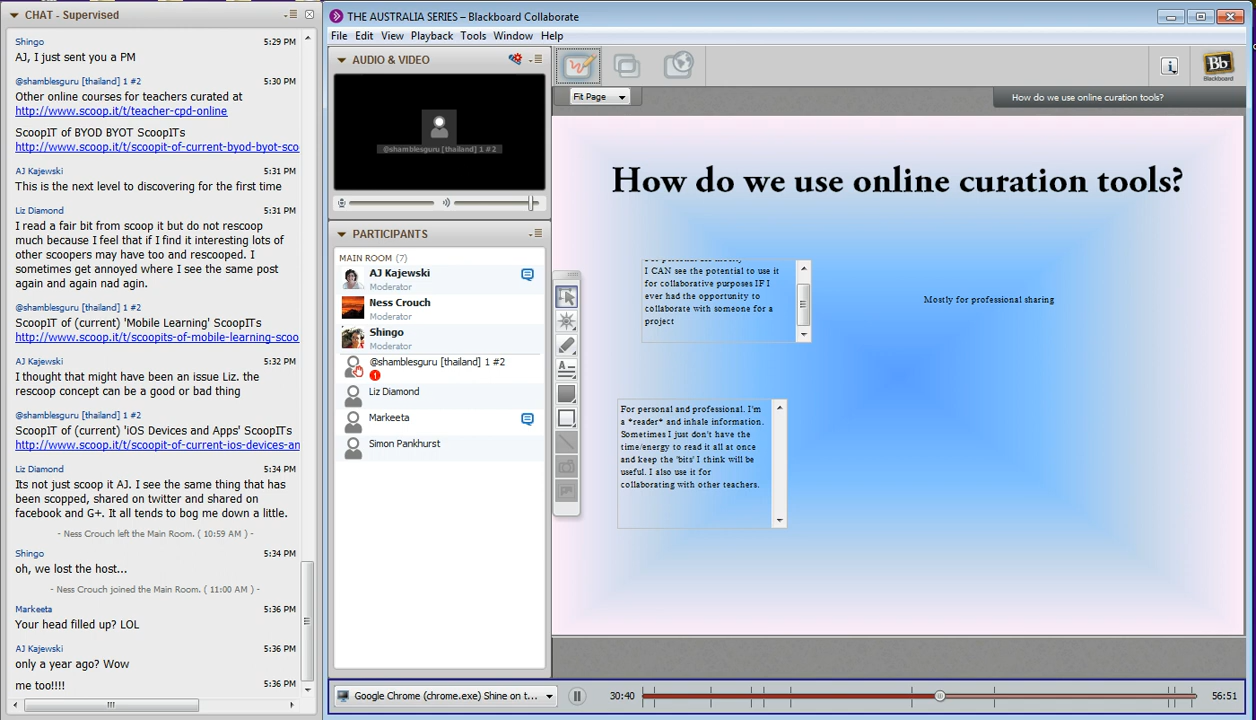 CHAT - Supervised
Shingo 5:29 PM
AJ, I just sent you a PM
@shamblesguru [thailand] 1 #2 5:30 PM
Other online courses for teachers curated at
http://www.scoop.it/t/teacher-cpd-online
ScoopIT of BYOD BYOT ScoopITs
http://www.scoop.it/t/scoopit-of-current-byod-byot-sco
AJ Kajewski 5:31 PM
This is the next level to discovering for the first time
Liz Diamond 5:31 PM
I read a fair bit from scoop it but do not rescoop
much because I feel that if I find it interesting lots of
other scoopers may have too and rescooped. I
sometimes get annoyed where I see the same post
again and again nad agin.
@shamblesguru [thailand] 1 #2
ScoopIT of (current) 'Mobile Learning' ScoopITs
http://www.scoop.it/t/scoopits-of-mobile-learning-scoo
AJ Kajewski 5:32 PM
I thought that might have been an issue Liz. the
rescoop concept can be a good or bad thing
@shamblesguru [thailand] 1 #2
ScoopIT of (current) 'iOS Devices and Apps' ScoopITs
http://www.scoop.it/t/scoopit-of-current-ios-devices-an
Liz Diamond 5:34 PM
Its not just scoop it AJ. I see the same thing that has
been scopped, shared on twitter and shared on
facebook and G+. It all tends to bog me down a little.
- Ness Crouch left the Main Room. ( 10:59 AM ) -
Shingo 5:34 PM
oh, we lost the host...
- Ness Crouch joined the Main Room. ( 11:00 AM ) -
Markeeta 5:36 PM
Your head filled up? LOL
AJ Kajewski 5:36 PM
only a year ago? Wow
me too!!!! 5:36 PM
THE AUSTRALIA SERIES – Blackboard Collaborate
File Edit View Playback Tools Window Help
AUDIO & VIDEO
@shamblesguru [thailand] 1 #2
PARTICIPANTS
MAIN ROOM (7)
AJ Kajewski
Moderator
Ness Crouch
Moderator
Shingo
Moderator
@shamblesguru [thailand] 1 #2
1
Liz Diamond
Markeeta
Simon Pankhurst
Bb
Blackboard
Fit Page
How do we use online curation tools?
How do we use online curation tools?
I CAN see the potential to use it
for collaborative purposes IF I
ever had the opportunity to
collaborate with someone for a
project
Mostly for professional sharing
For personal and professional. I'm
a *reader* and inhale information.
Sometimes I just don't have the
time/energy to read it all at once
and keep the 'bits' I think will be
useful. I also use it for
collaborating with other teachers.
Google Chrome (chrome.exe) Shine on t...
30:40
56:51